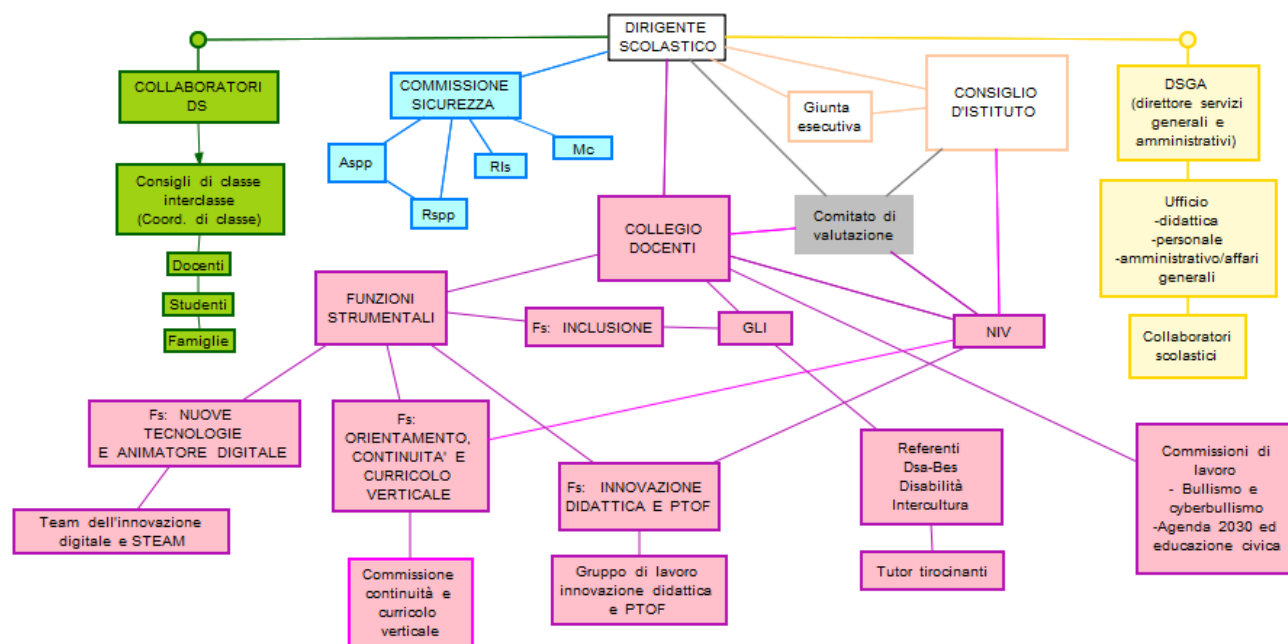 DIRIGENTE
SCOLASTICO
COLLABORATORI
DS
COMMISSIONE
SICUREZZA
Giunta
esecutiva
CONSIGLIO
D'ISTITUTO
DSGA
(direttore servizi
generali e
amministrativi)
Aspp
Rls
Mc
Rspp
Consigli di classe
interclasse
(Coord. di classe)
COLLEGIO
DOCENTI
Comitato di
valutazione
Ufficio
-didattica
-personale
-amministrativo/affari
generali
Docenti
Studenti
Famiglie
FUNZIONI
STRUMENTALI
Fs: INCLUSIONE
GLI
NIV
Collaboratori
scolastici
Fs: NUOVE
TECNOLOGIE
E ANIMATORE DIGITALE
Fs:
ORIENTAMENTO,
CONTINUITA' E
CURRICOLO
VERTICALE
Fs: INNOVAZIONE
DIDATTICA E PTOF
Referenti
Dsa-Bes
Disabilità
Intercultura
Commissioni di
lavoro
- Bullismo e
cyberbullismo
-Agenda 2030 ed
educazione civica
Team dell'innovazione
digitale e STEAM
Commissione
continuità e
curricolo
verticale
Gruppo di lavoro
innovazione didattica
e PTOF
Tutor tirocinanti